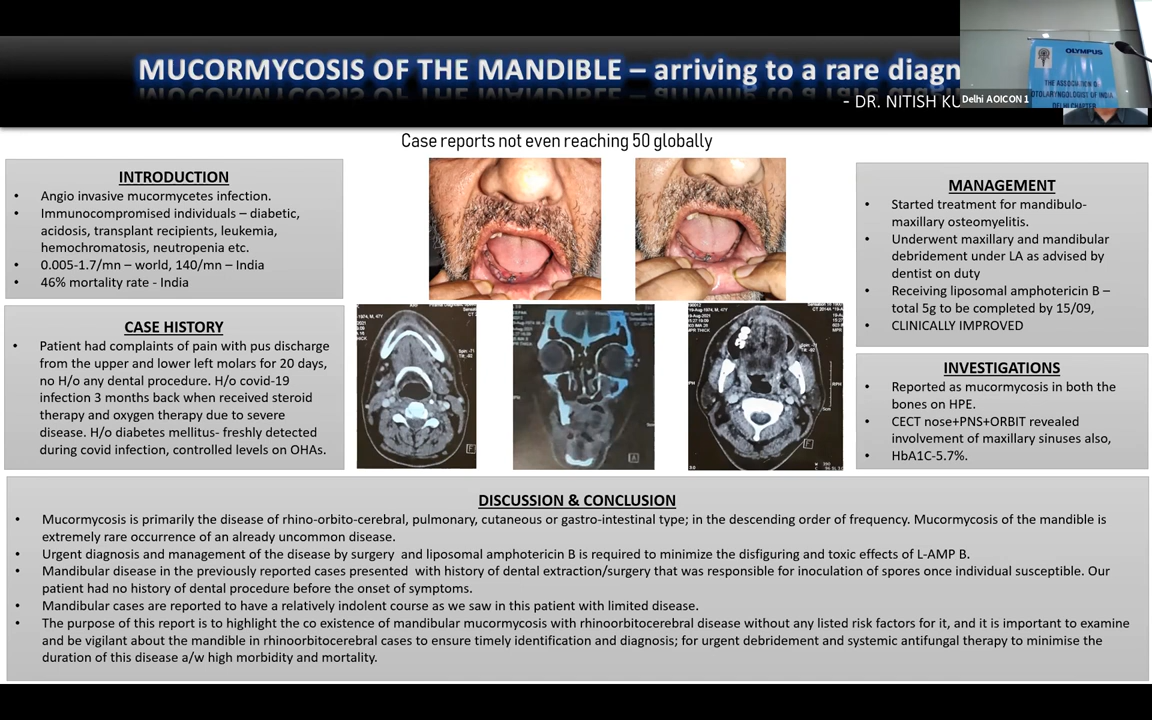 MUCORMYCOSIS OF THE MANDIBLE – arriving to a rare diagn
- DR. NITISH KU
Delhi AOICON 1
OLYMPUS
THE ASSOCIATION OF
OTOLARYNGOLOGIST OF INDIA
DELHI CHAPTER
Case reports not even reaching 50 globally
INTRODUCTION
• Angio invasive mucormycetes infection.
• Immunocompromised individuals – diabetic,
acidosis, transplant recipients, leukemia,
hemochromatosis, neutropenia etc.
• 0.005-1.7/mn – world, 140/mn – India
• 46% mortality rate - India
CASE HISTORY
• Patient had complaints of pain with pus discharge
from the upper and lower left molars for 20 days,
no H/o any dental procedure. H/o covid-19
infection 3 months back when received steroid
therapy and oxygen therapy due to severe
disease. H/o diabetes mellitus- freshly detected
during covid infection, controlled levels on OHAs.
MANAGEMENT
• Started treatment for mandibulo-
maxillary osteomyelitis.
• Underwent maxillary and mandibular
debridement under LA as advised by
dentist on duty
• Receiving liposomal amphotericin B –
total 5g to be completed by 15/09,
• CLINICALLY IMPROVED
INVESTIGATIONS
• Reported as mucormycosis in both the
bones on HPE.
• CECT nose+PNS+ORBIT revealed
involvement of maxillary sinuses also,
• HbA1C-5.7%.
DISCUSSION & CONCLUSION
• Mucormycosis is primarily the disease of rhino-orbito-cerebral, pulmonary, cutaneous or gastro-intestinal type; in the descending order of frequency. Mucormycosis of the mandible is
extremely rare occurrence of an already uncommon disease.
• Urgent diagnosis and management of the disease by surgery and liposomal amphotericin B is required to minimize the disfiguring and toxic effects of L-AMP B.
• Mandibular disease in the previously reported cases presented with history of dental extraction/surgery that was responsible for inoculation of spores once individual susceptible. Our
patient had no history of dental procedure before the onset of symptoms.
• Mandibular cases are reported to have a relatively indolent course as we saw in this patient with limited disease.
• The purpose of this report is to highlight the co existence of mandibular mucormycosis with rhinoorbitocerebral disease without any listed risk factors for it, and it is important to examine
and be vigilant about the mandible in rhinoorbitocerebral cases to ensure timely identification and diagnosis; for urgent debridement and systemic antifungal therapy to minimise the
duration of this disease a/w high morbidity and mortality.